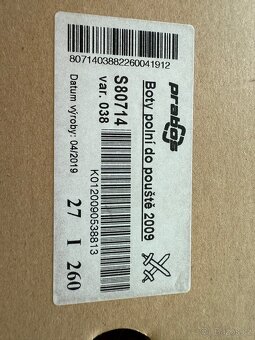 prabos
Boty polní do pouště 2009
S80714
var. 038
8071403882260041912
Datum výroby: 04/2019
K0120090538813
27 I 260